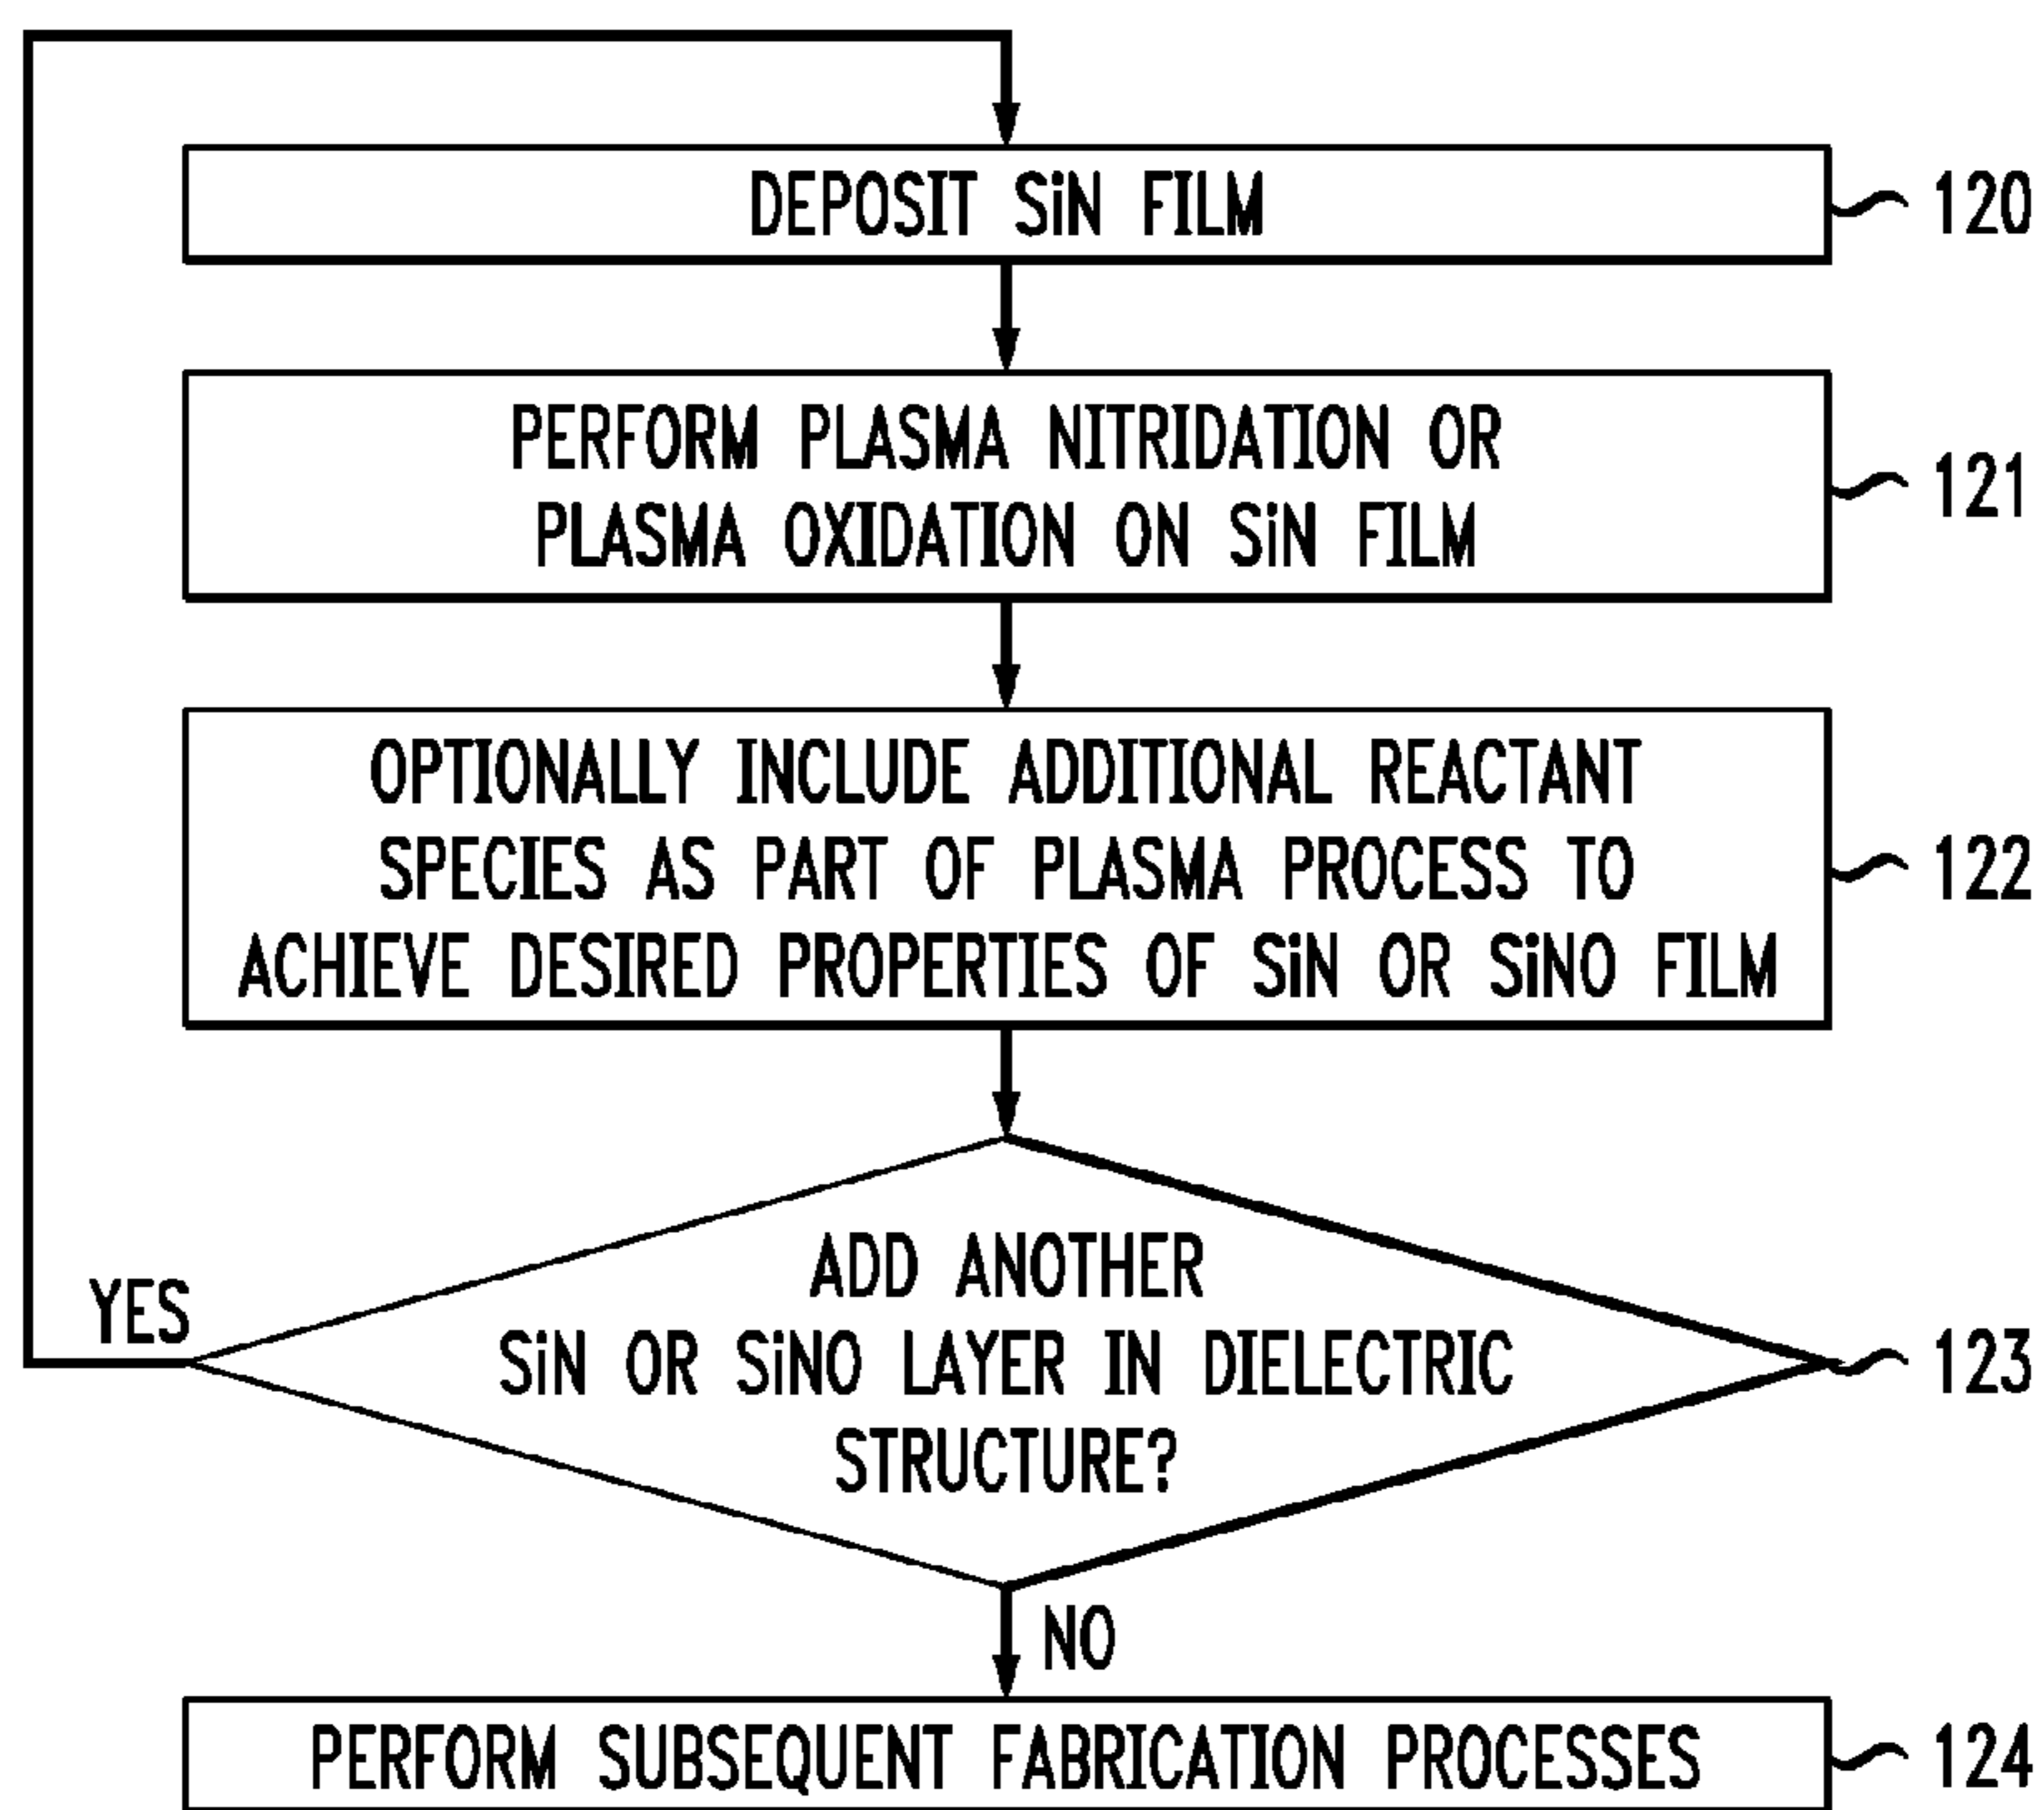 DEPOSIT SiN FILM
120
PERFORM PLASMA NITRIDATION OR
PLASMA OXIDATION ON SiN FILM
121
OPTIONALLY INCLUDE ADDITIONAL REACTANT
SPECIES AS PART OF PLASMA PROCESS TO
ACHIEVE DESIRED PROPERTIES OF SiN OR SiNO FILM
122
ADD ANOTHER
SiN OR SiNO LAYER IN DIELECTRIC
STRUCTURE?
123
YES
NO
PERFORM SUBSEQUENT FABRICATION PROCESSES
124